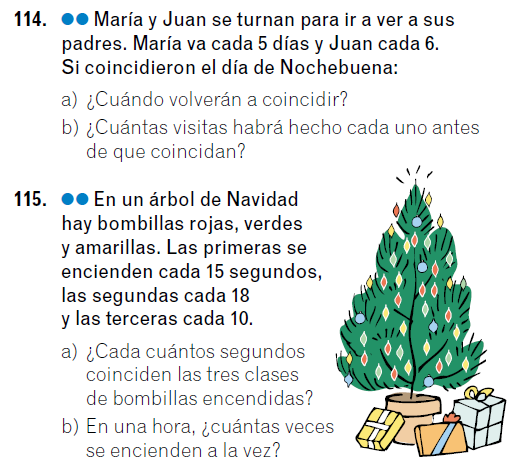 114. ●● María y Juan se turnan para ir a ver a sus
padres. María va cada 5 días y Juan cada 6.
Si coincidieron el día de Nochebuena:
a) ¿Cuándo volverán a coincidir?
b) ¿Cuántas visitas habrá hecho cada uno antes
de que coincidan?
115. ●● En un árbol de Navidad
hay bombillas rojas, verdes
y amarillas. Las primeras se
encienden cada 15 segundos,
las segundas cada 18
y las terceras cada 10.
a) ¿Cada cuántos segundos
coinciden las tres clases
de bombillas encendidas?
b) En una hora, ¿cuántas veces
se encienden a la vez?